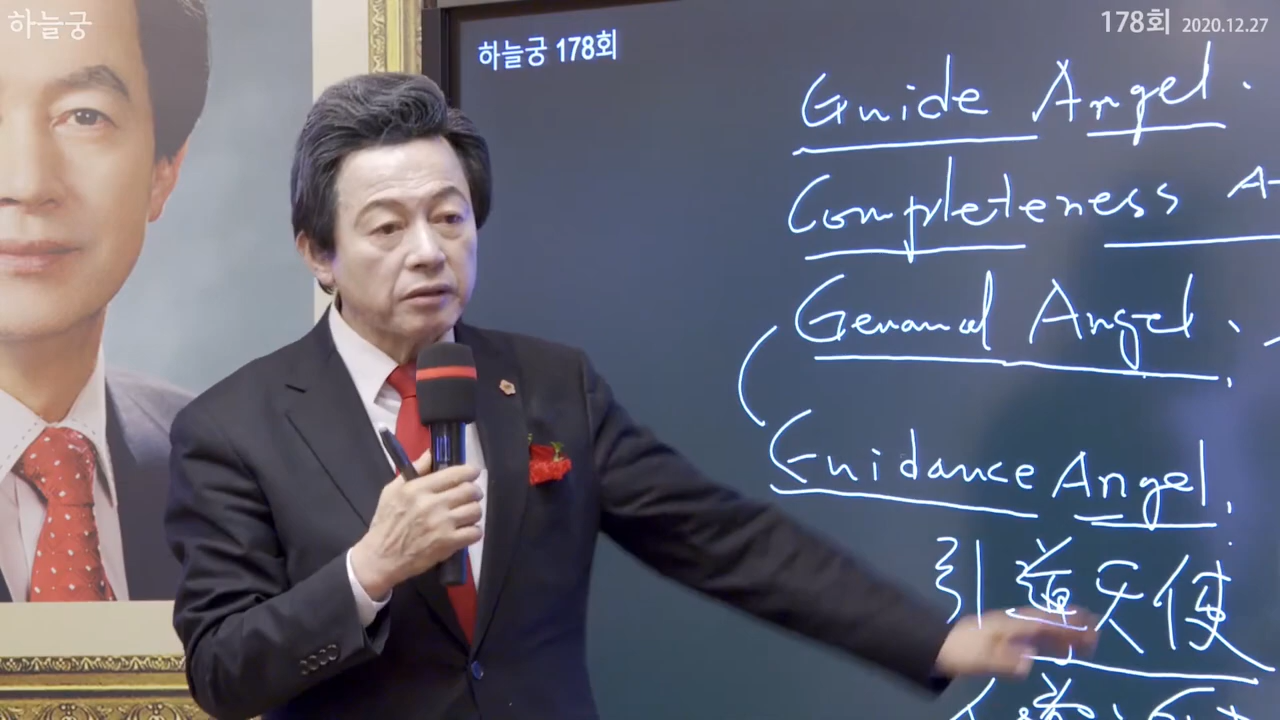 하늘궁
178회 2020.12.27
하늘궁 178회
Guide Angel.
Completeness A
Genanal Angel.
Guidance Angel.
引導天使